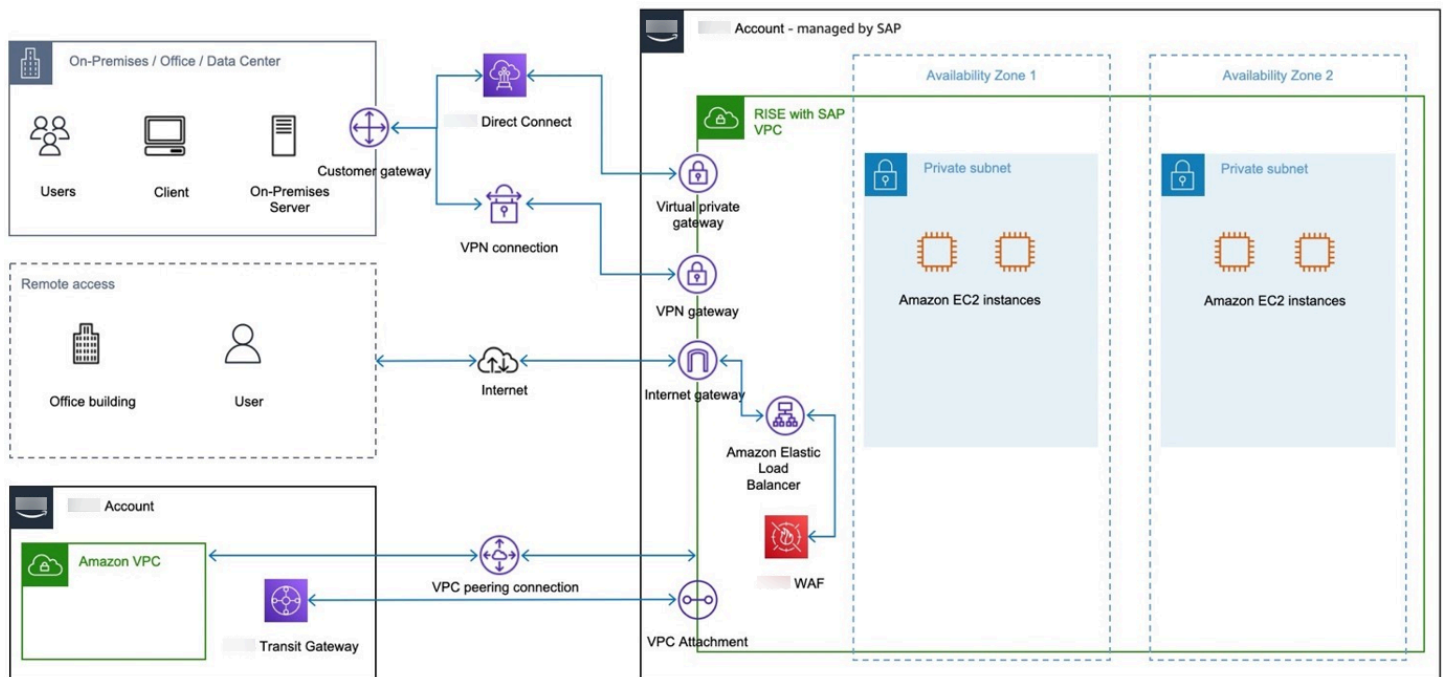 Account - managed by SAP
On-Premises / Office / Data Center
Users
Client
On-Premises
Server
Customer gateway
Direct Connect
VPN connection
Availability Zone 1
Availability Zone 2
RISE with SAP
VPC
Private subnet
Private subnet
Virtual private
gateway
Amazon EC2 instances
Amazon EC2 instances
VPN gateway
Remote access
Office building
User
Internet
Internet gateway
Amazon Elastic
Load
Balancer
WAF
Account
Amazon VPC
Transit Gateway
VPC peering connection
VPC Attachment